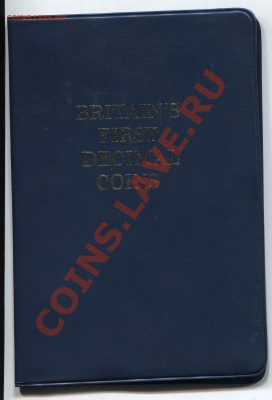 BRITAIN'S
FIRST
DECIMAL
COINS
COINS.LAVE.RU